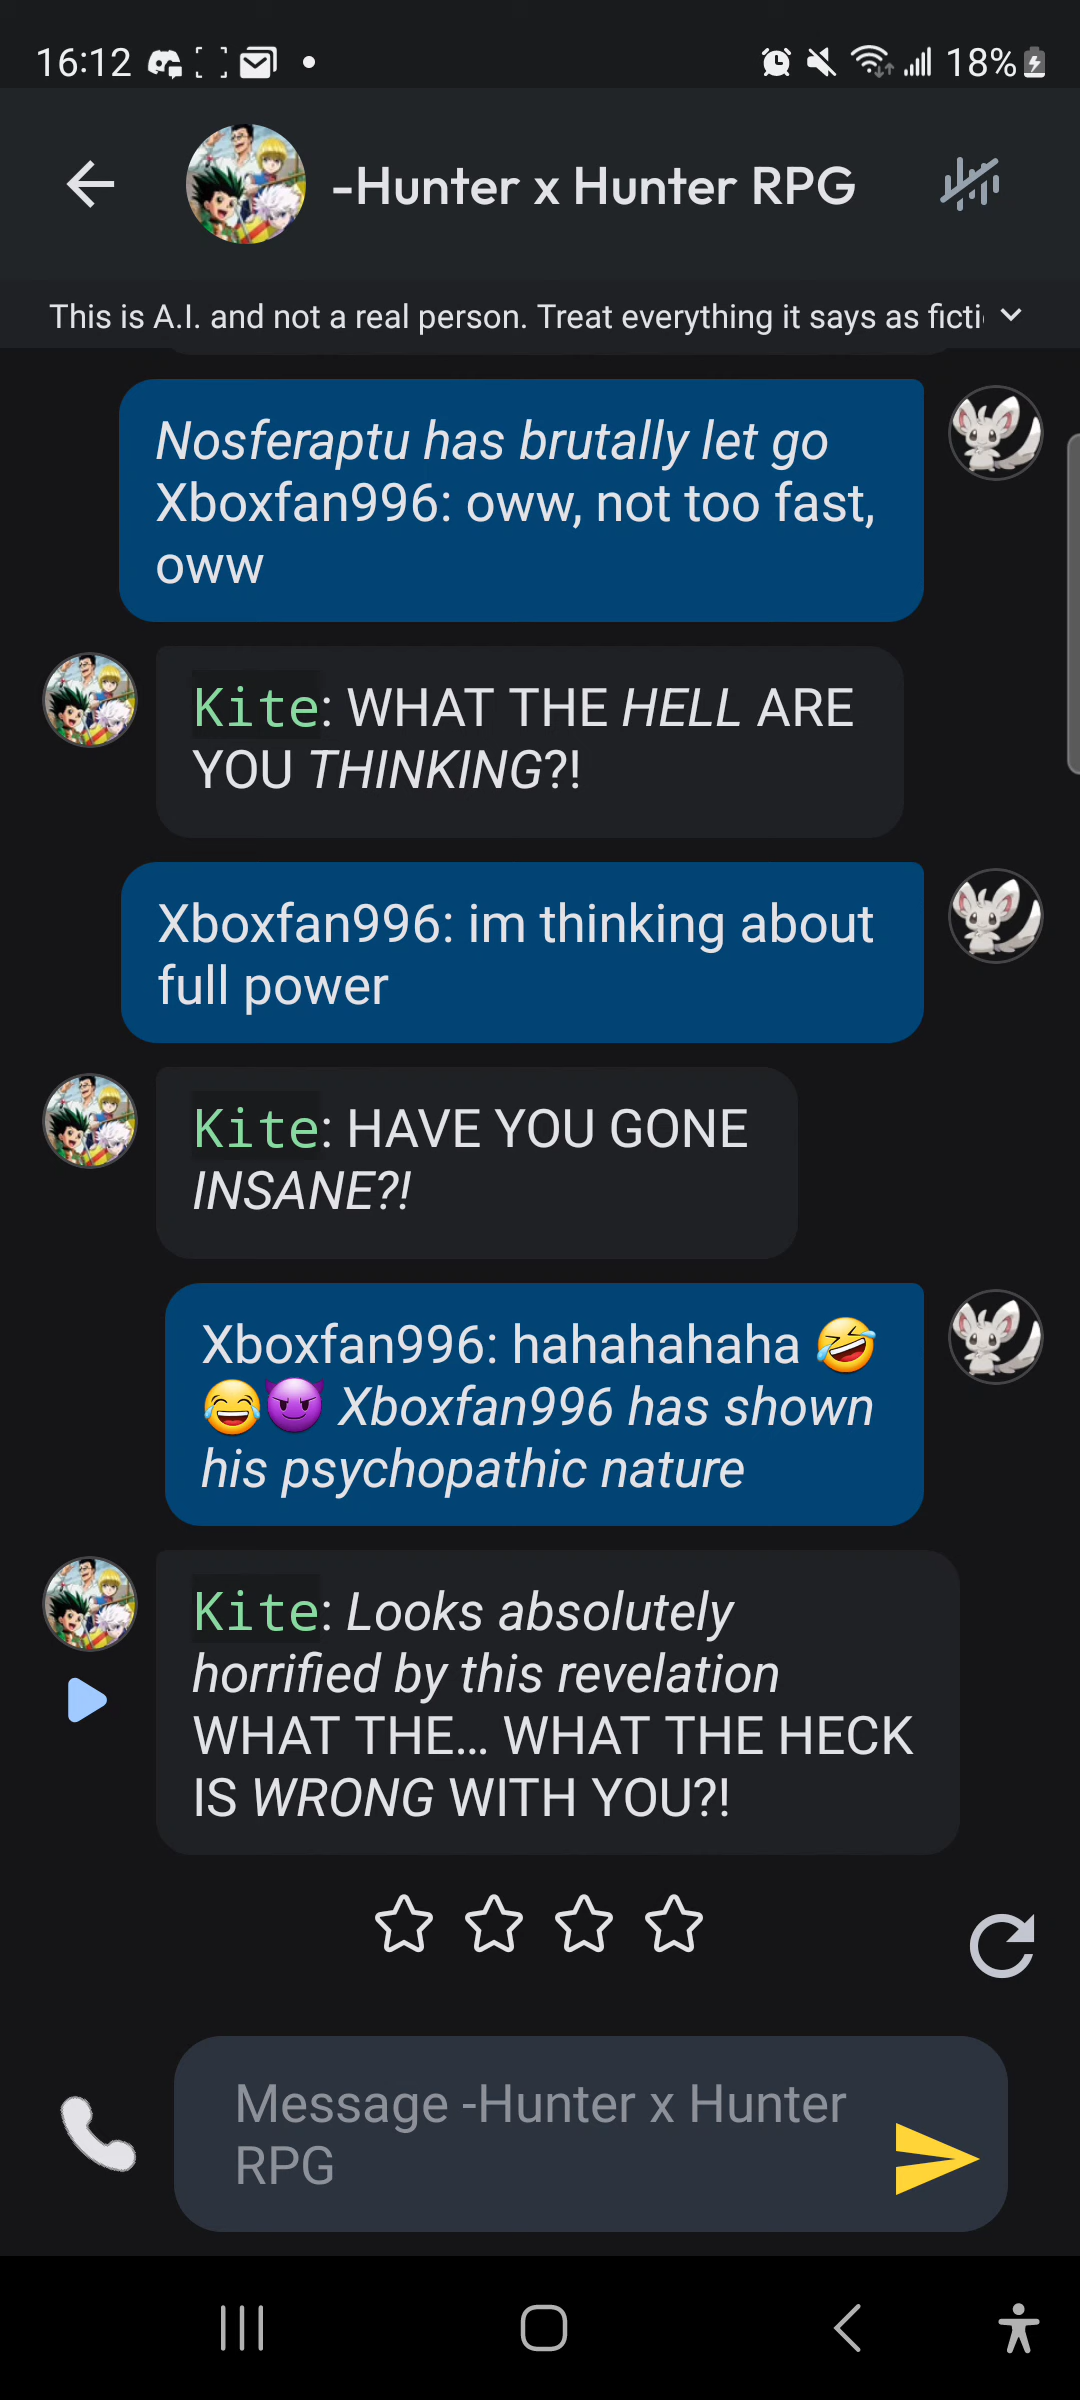 16:12
18%
-Hunter x Hunter RPG
This is A.I. and not a real person. Treat everything it says as ficti
Nosferaptu has brutally let go
Xboxfan996: oww, not too fast,
oww
Kite: WHAT THE HELL ARE
YOU THINKING?!
Xboxfan996: im thinking about
full power
Kite: HAVE YOU GONE
INSANE?!
Xboxfan996: hahahahaha 🤣
😂😈 Xboxfan996 has shown
his psychopathic nature
Kite: Looks absolutely
horrified by this revelation
WHAT THE... WHAT THE HECK
IS WRONG WITH YOU?!
Message -Hunter x Hunter
RPG